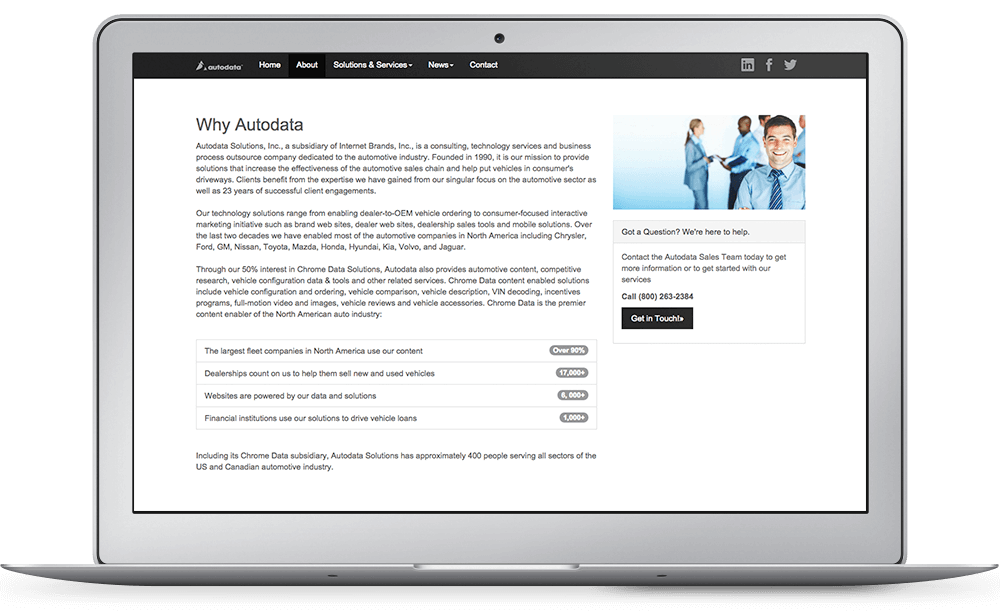 autodata
Home
About
Solutions & Services
News
Contact
in
f
Why Autodata
Autodata Solutions, Inc., a subsidiary of Internet Brands, Inc., is a consulting, technology services and business
process outsource company dedicated to the automotive industry. Founded in 1990, it is our mission to provide
solutions that increase the effectiveness of the automotive sales chain and help put vehicles in consumer's
driveways. Clients benefit from the expertise we have gained from our singular focus on the automotive sector as
well as 23 years of successful client engagements.
Our technology solutions range from enabling dealer-to-OEM vehicle ordering to consumer-focused interactive
marketing initiative such as brand web sites, dealer web sites, dealership sales tools and mobile solutions. Over
the last two decades we have enabled most of the automotive companies in North America including Chrysler,
Ford, GM, Nissan, Toyota, Mazda, Honda, Hyundai, Kia, Volvo, and Jaguar.
Through our 50% interest in Chrome Data Solutions, Autodata also provides automotive content, competitive
research, vehicle configuration data & tools and other related services. Chrome Data content enabled solutions
include vehicle configuration and ordering, vehicle comparison, vehicle description, VIN decoding, incentives
programs, full-motion video and images, vehicle reviews and vehicle accessories. Chrome Data is the premier
content enabler of the North American auto industry:
The largest fleet companies in North America use our content Over 90%
Dealerships count on us to help them sell new and used vehicles 17,000+
Websites are powered by our data and solutions 6, 000+
Financial institutions use our solutions to drive vehicle loans 1,000+
Including its Chrome Data subsidiary, Autodata Solutions has approximately 400 people serving all sectors of the
US and Canadian automotive industry.
Got a Question? We're here to help.
Contact the Autodata Sales Team today to get
more information or to get started with our
services
Call (800) 263-2384
Get in Touch!»